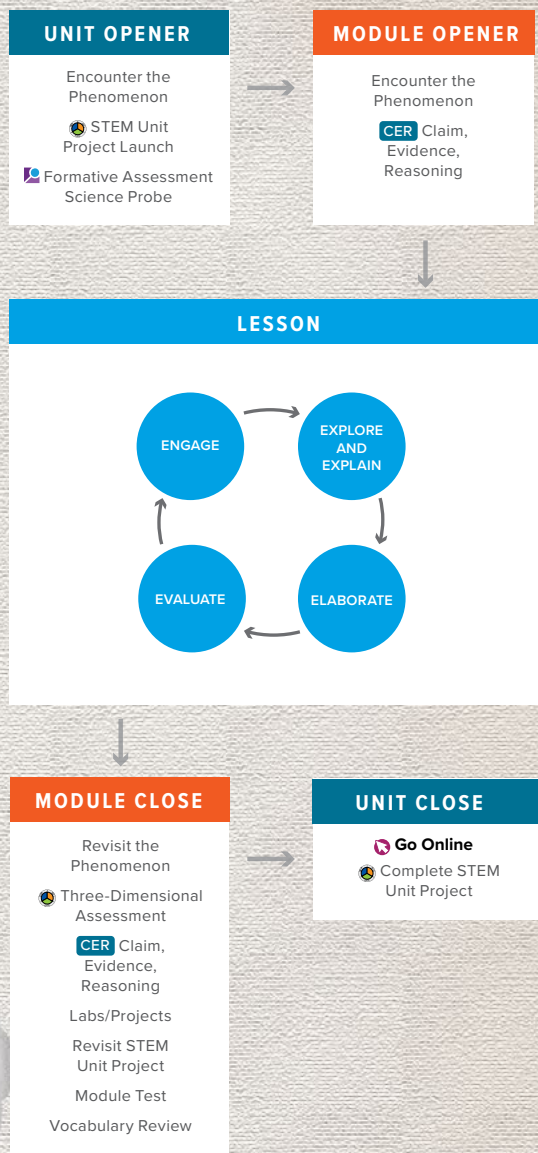 UNIT OPENER
Encounter the
Phenomenon
STEM Unit
Project Launch
Formative Assessment
Science Probe
MODULE OPENER
Encounter the
Phenomenon
CER Claim,
Evidence,
Reasoning
LESSON
ENGAGE
EXPLORE
AND
EXPLAIN
ELABORATE
EVALUATE
MODULE CLOSE
Revisit the
Phenomenon
Three-Dimensional
Assessment
CER Claim,
Evidence,
Reasoning
Labs/Projects
Revisit STEM
Unit Project
Module Test
Vocabulary Review
UNIT CLOSE
Go Online
Complete STEM
Unit Project